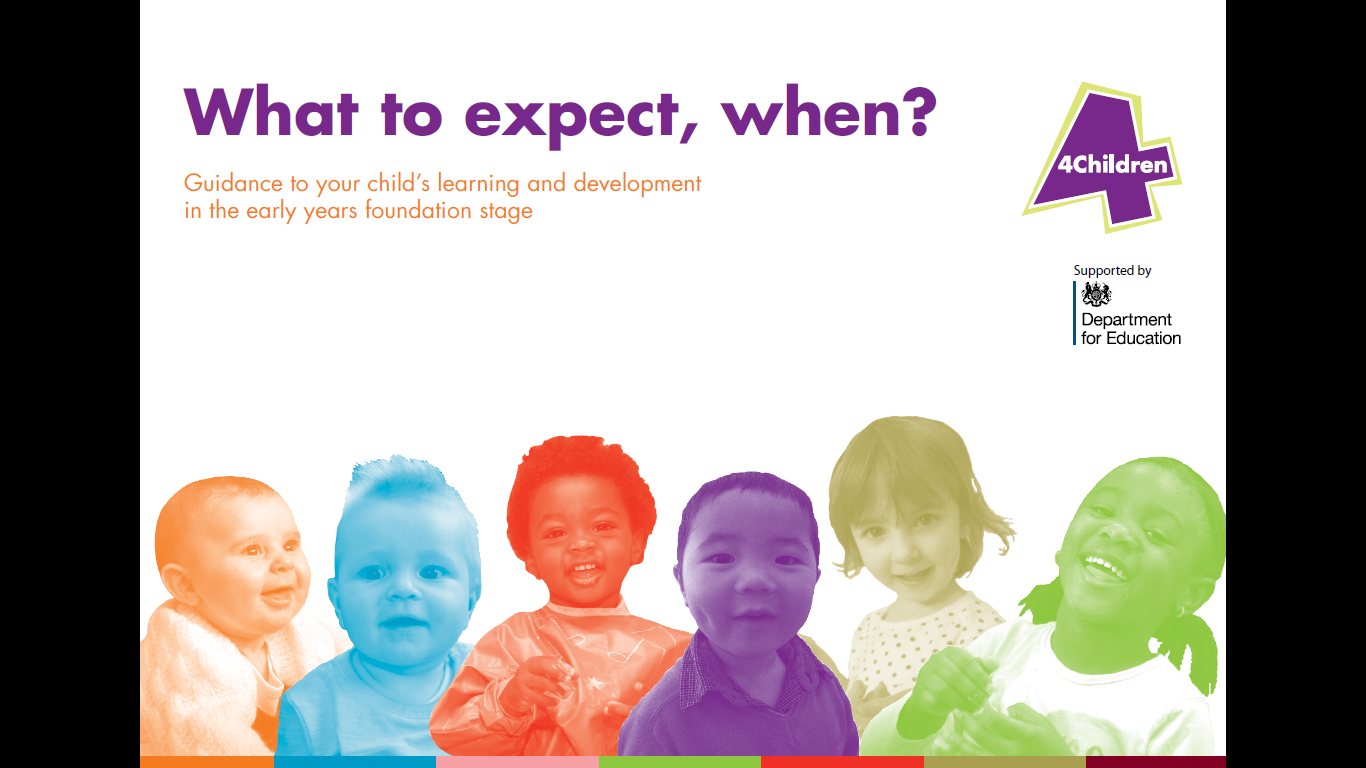 What to expect, when?
Guidance to your child's learning and development
in the early years foundation stage
4Children
Supported by
Department
for Education